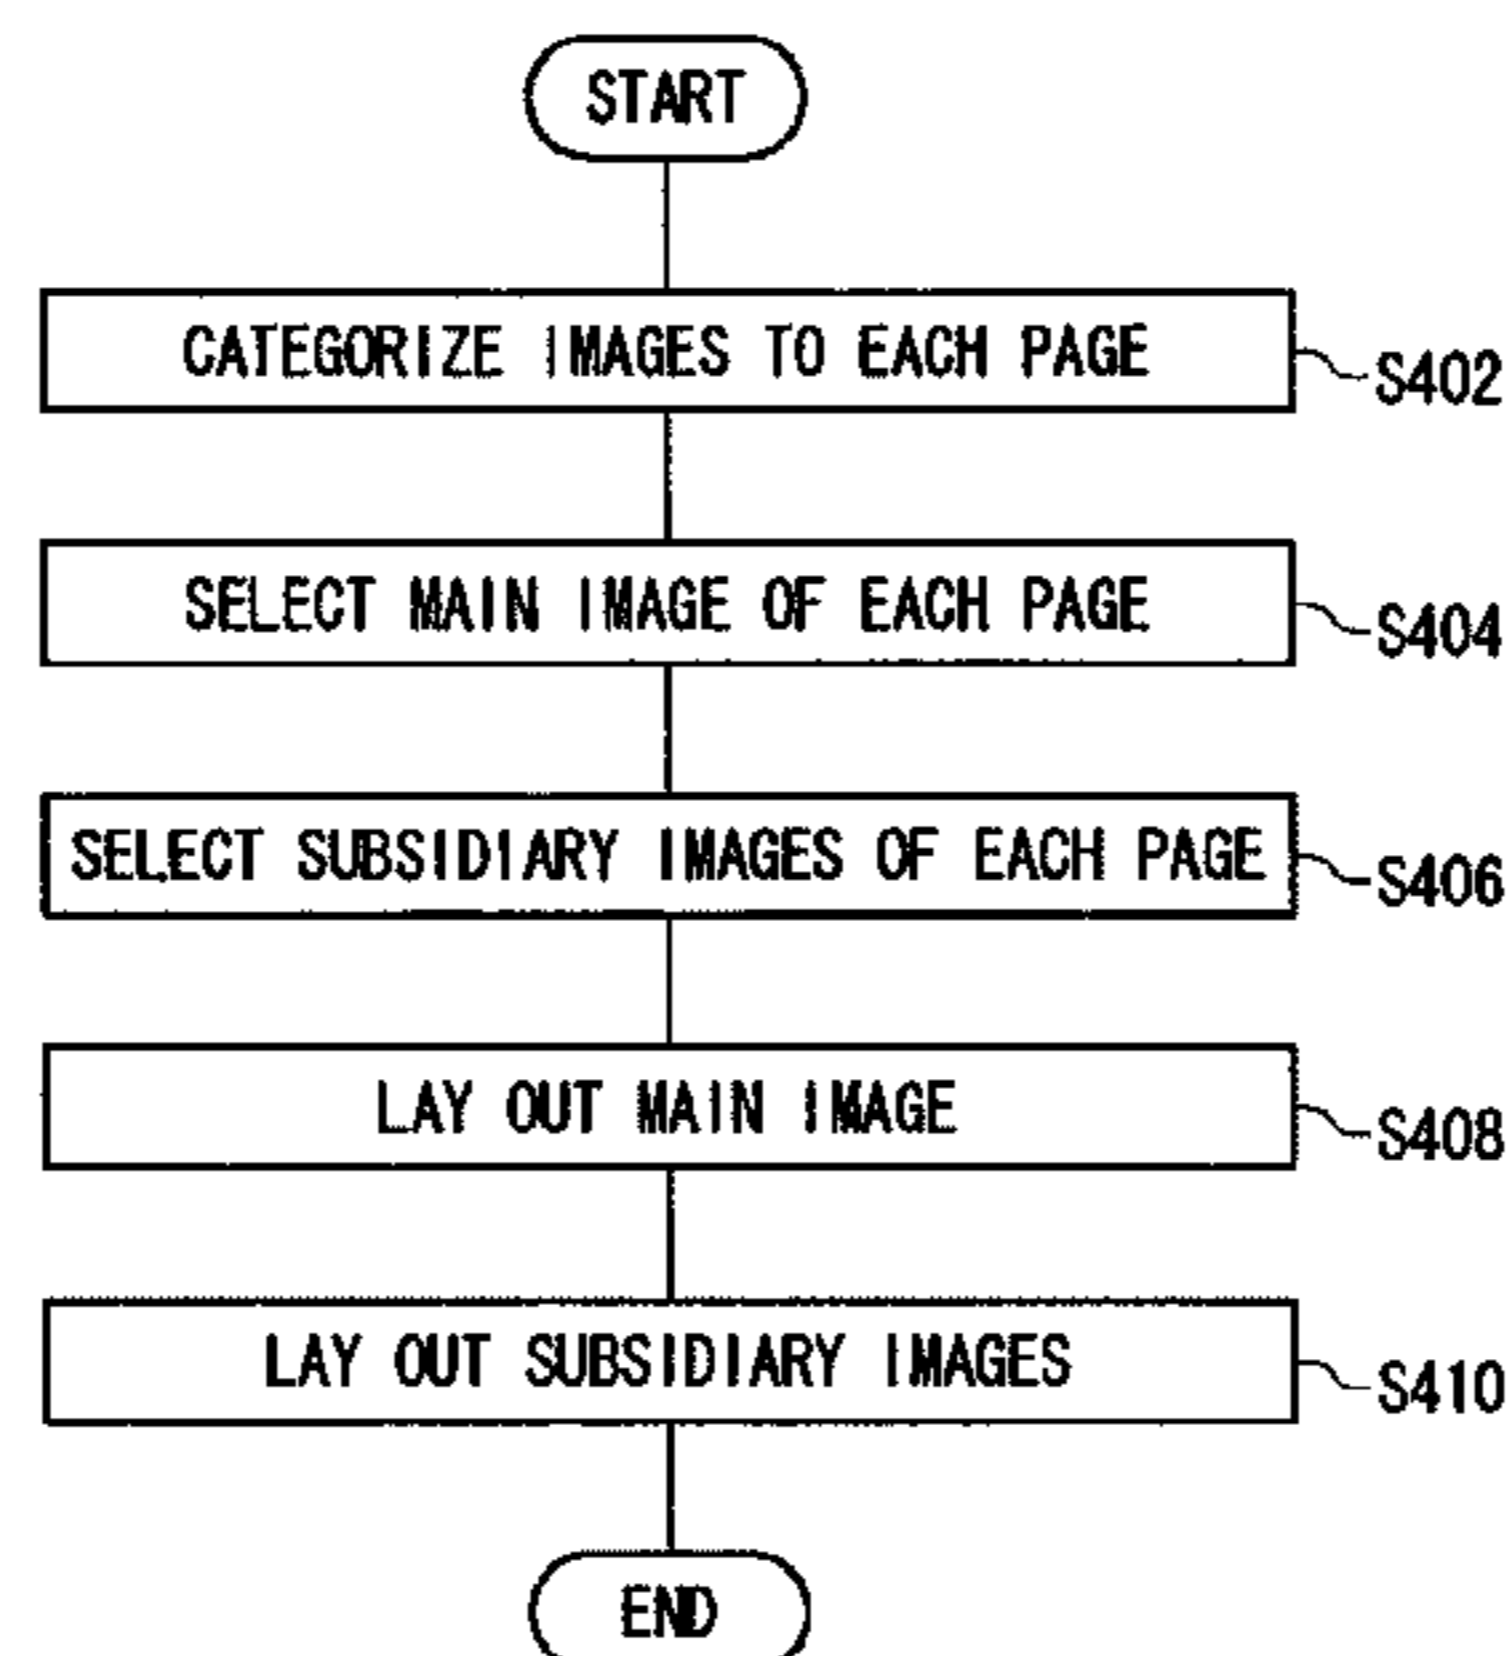 START
CATEGORIZE IMAGES TO EACH PAGE
S402
SELECT MAIN IMAGE OF EACH PAGE
S404
SELECT SUBSIDIARY IMAGES OF EACH PAGE
S406
LAY OUT MAIN IMAGE
S408
LAY OUT SUBSIDIARY IMAGES
S410
END